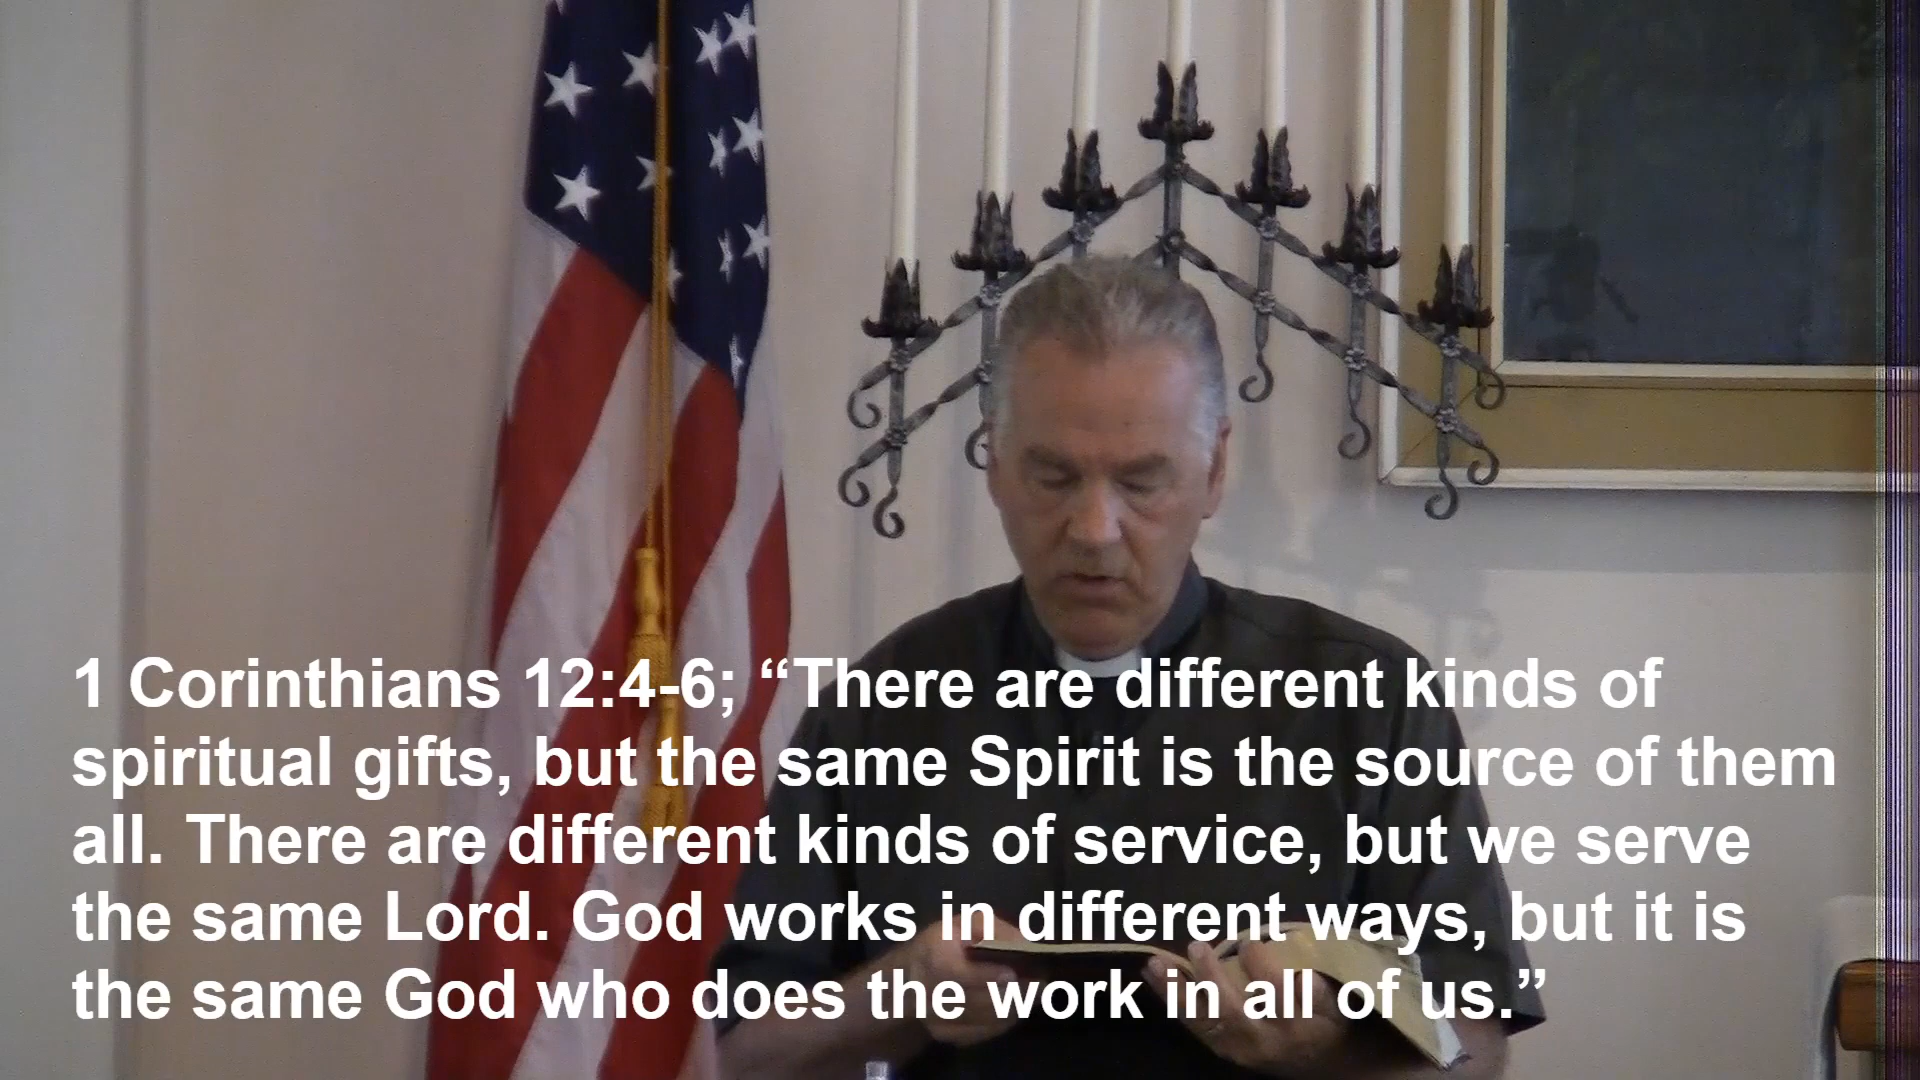 1 Corinthians 12:4-6; “There are different kinds of
spiritual gifts, but the same Spirit is the source of them
all. There are different kinds of service, but we serve
the same Lord. God works in different ways, but it is
the same God who does the work in all of us.”